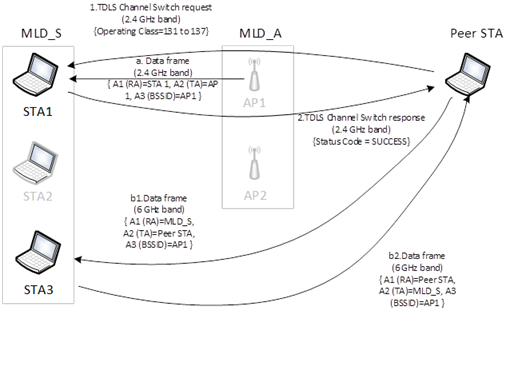 1.TDLS Channel Switch request
(2.4 GHz band)
{Operating Class=131 to 137}
MLD_S
MLD_A
Peer STA
a. Data frame
(2.4 GHz band)
{ A1 (RA)=STA 1, A2 (TA)=AP
1, A3 (BSSID)=AP1 }
AP1
STA1
2.TDLS Channel Switch response
(2.4 GHz band)
{Status Code = SUCCESS}
STA2
AP2
b1.Data frame
(6 GHz band)
{ A1 (RA)=MLD_S,
A2 (TA)=Peer STA,
A3 (BSSID)=AP1 }
STA3
b2.Data frame
(6 GHz band)
{ A1 (RA)=Peer STA,
A2 (TA)=MLD_S, A3
(BSSID)=AP1 }